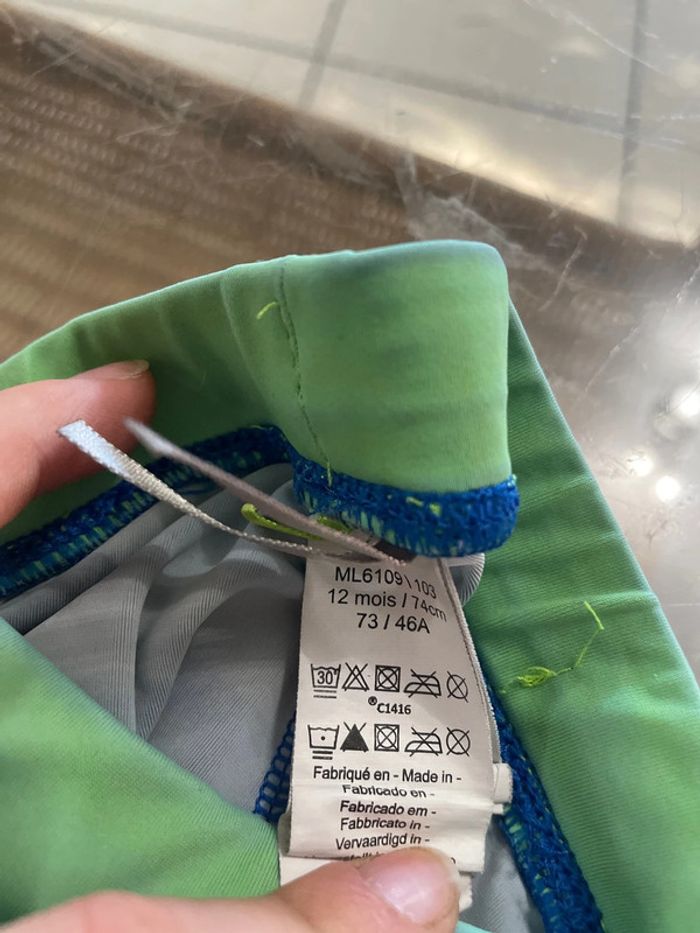 ML6109\103
12 mois / 74cm
73 / 46A
30°
®C1416
Fabriqué en - Made in -
Fabricado en -
Fabricado em -
Fabbricato in -
Vervaardigd in -